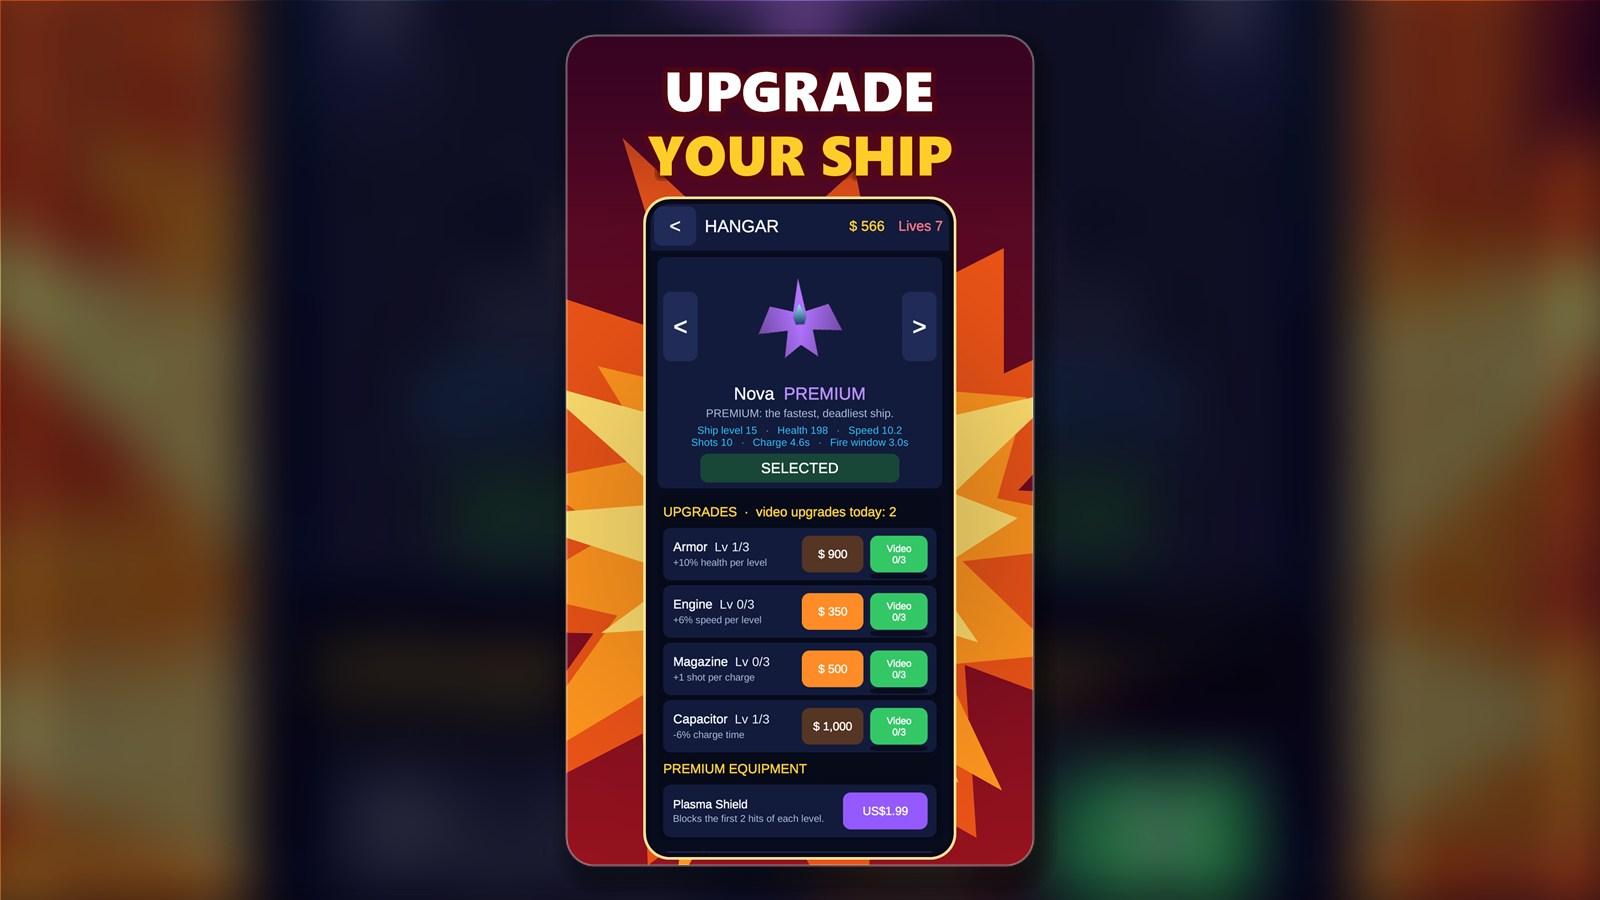 UPGRADE
YOUR SHIP
< HANGAR $ 566 Lives 7
< >
Nova PREMIUM
PREMIUM: the fastest, deadliest ship.
Ship level 15 · Health 198 · Speed 10.2
Shots 10 · Charge 4.6s · Fire window 3.0s
SELECTED
UPGRADES · video upgrades today: 2
Armor Lv 1/3
+10% health per level
$ 900
Video
0/3
Engine Lv 0/3
+6% speed per level
$ 350
Video
0/3
Magazine Lv 0/3
+1 shot per charge
$ 500
Video
0/3
Capacitor Lv 1/3
-6% charge time
$ 1,000
Video
0/3
PREMIUM EQUIPMENT
Plasma Shield
Blocks the first 2 hits of each level.
US$1.99